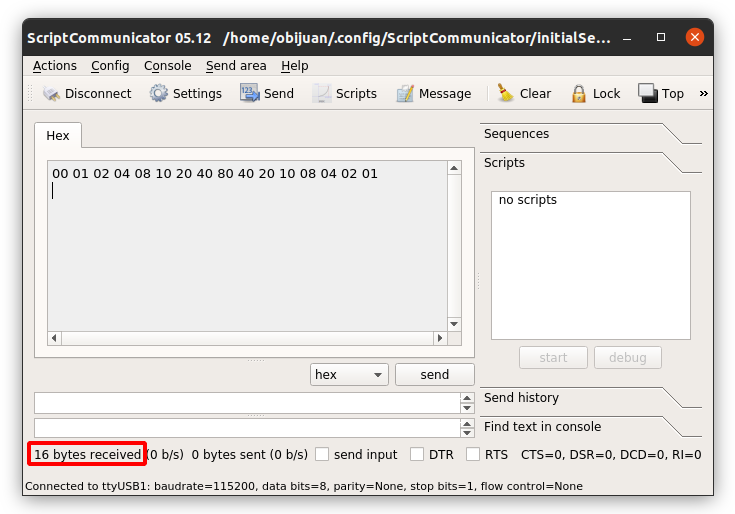 ScriptCommunicator 05.12 /home/obijuan/.config/ScriptCommunicator/initialSe...
Actions Config Console Send area Help
Disconnect Settings Send Scripts Message Clear Lock Top »
Hex
00 01 02 04 08 10 20 40 80 40 20 10 08 04 02 01
Sequences
Scripts
no scripts
start debug
hex send
Send history
Find text in console
16 bytes received (0 b/s) 0 bytes sent (0 b/s) send input DTR RTS CTS=0, DSR=0, DCD=0, RI=0
Connected to ttyUSB1: baudrate=115200, data bits=8, parity=None, stop bits=1, flow control=None